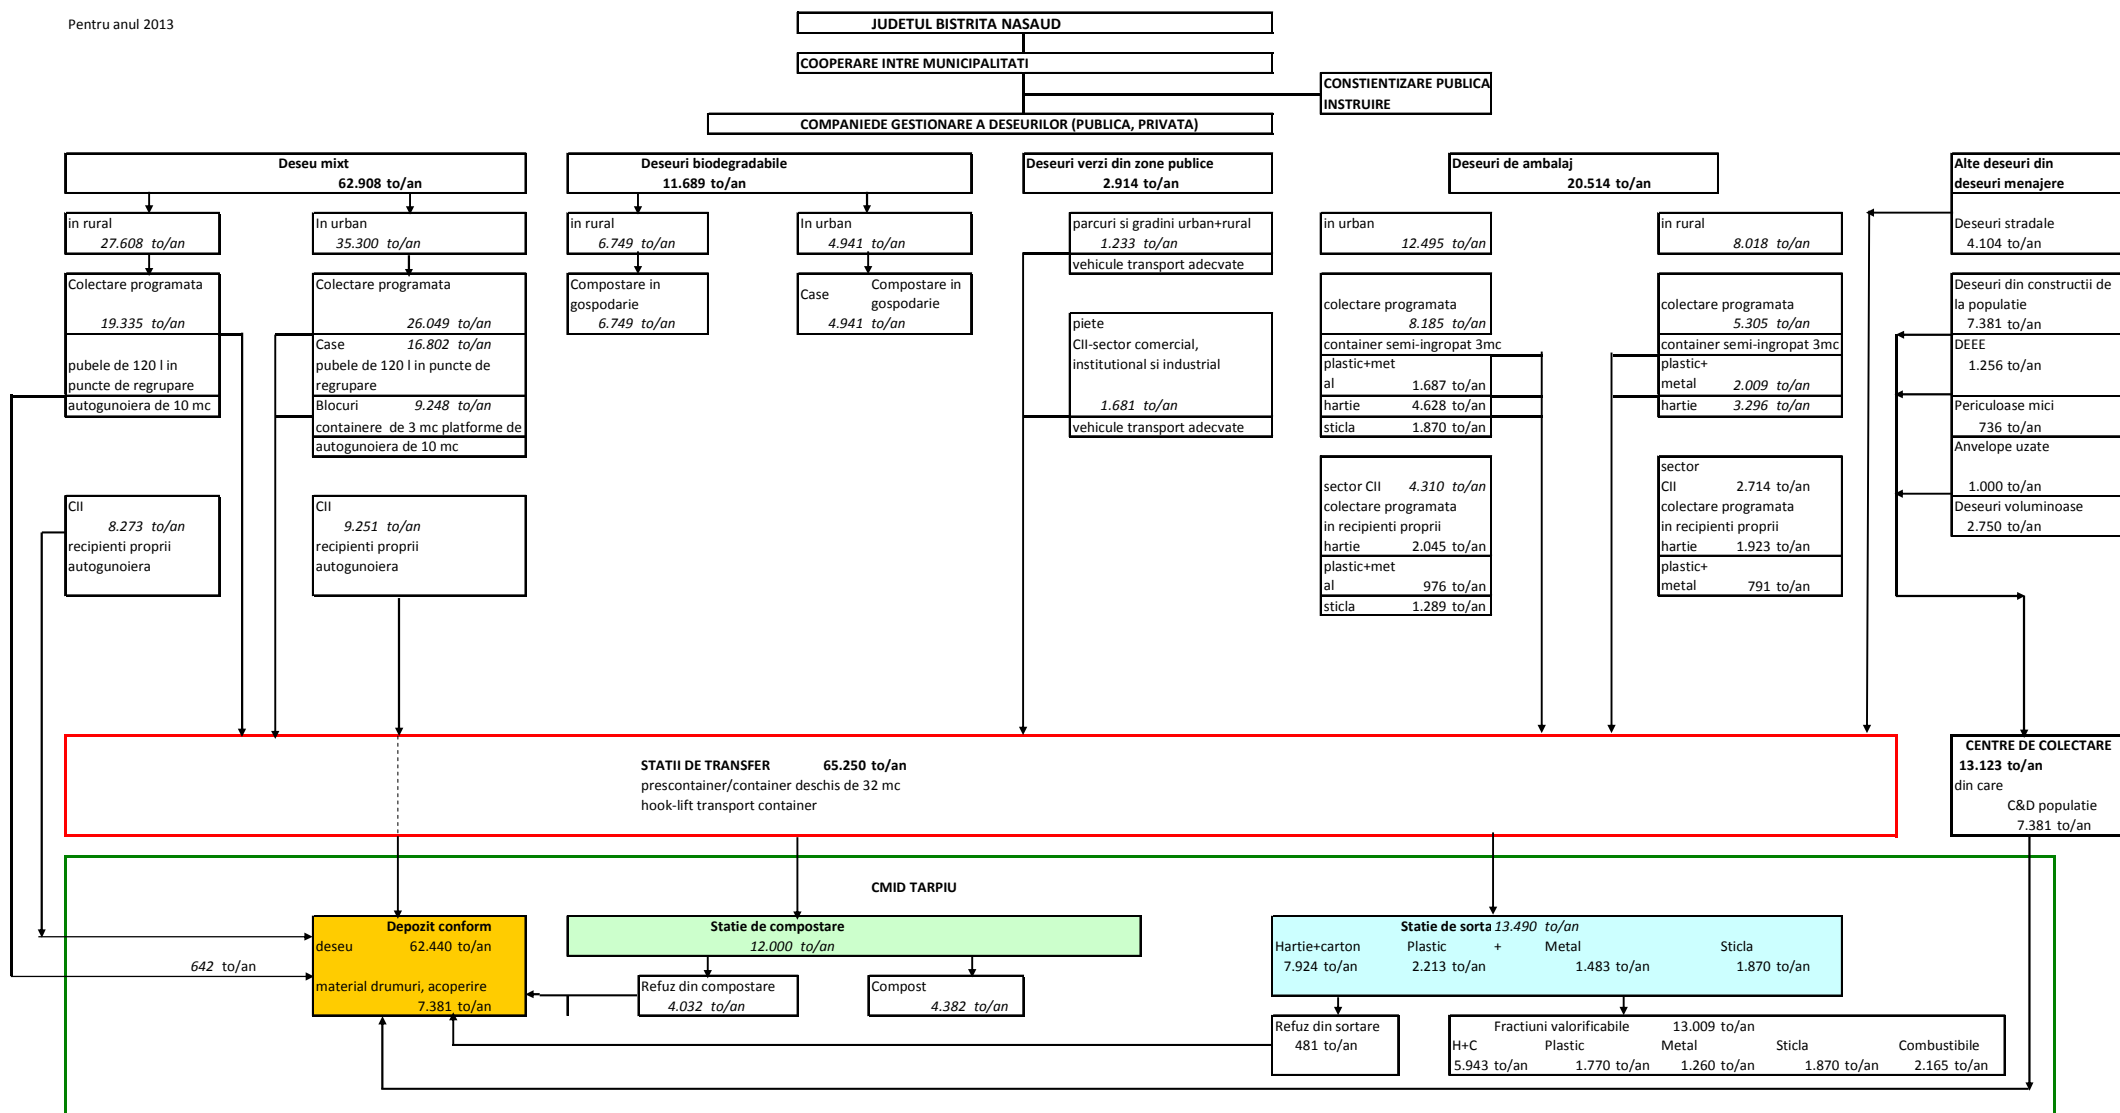 Pentru anul 2013
JUDETUL BISTRITA NASAUD
COOPERARE INTRE MUNICIPALITATI
CONSTIENTIZARE PUBLICA
INSTRUIRE
COMPANIEDE GESTIONARE A DESEURILOR (PUBLICA, PRIVATA)
Deseu mixt
62.908 to/an
in rural
27.608 to/an
In urban
35.300 to/an
Colectare programata
19.335 to/an
pubele de 120 l in
puncte de regrupare
autogunoiera de 10 mc
Colectare programata
26.049 to/an
Case 16.802 to/an
pubele de 120 l in puncte de
regrupare
Blocuri 9.248 to/an
containere de 3 mc platforme de
autogunoiera de 10 mc
CII
8.273 to/an
recipienti proprii
autogunoiera
CII
9.251 to/an
recipienti proprii
autogunoiera
Deseuri biodegradabile
11.689 to/an
in rural
6.749 to/an
In urban
4.941 to/an
Compostare in
gospodarie
6.749 to/an
Case Compostare in
gospodarie
4.941 to/an
Deseuri verzi din zone publice
2.914 to/an
parcuri si gradini urban+rural
1.233 to/an
vehicule transport adecvate
piete
CII-sector comercial,
institutional si industrial
1.681 to/an
vehicule transport adecvate
Deseuri de ambalaj
20.514 to/an
in urban
12.495 to/an
in rural
8.018 to/an
colectare programata
8.185 to/an
container semi-ingropat 3mc
plastic+met
al 1.687 to/an
hartie 4.628 to/an
sticla 1.870 to/an
colectare programata
5.305 to/an
container semi-ingropat 3mc
plastic+
metal 2.009 to/an
hartie 3.296 to/an
sector CII 4.310 to/an
colectare programata
in recipienti proprii
hartie 2.045 to/an
plastic+met
al 976 to/an
sticla 1.289 to/an
sector
CII 2.714 to/an
colectare programata
in recipienti proprii
hartie 1.923 to/an
plastic+
metal 791 to/an
Alte deseuri din
deseuri menajere
Deseuri stradale
4.104 to/an
Deseuri din constructii de
la populatie
7.381 to/an
DEEE
1.256 to/an
Periculoase mici
736 to/an
Anvelope uzate
1.000 to/an
Deseuri voluminoase
2.750 to/an
STATII DE TRANSFER 65.250 to/an
prescontainer/container deschis de 32 mc
hook-lift transport container
CENTRE DE COLECTARE
13.123 to/an
din care
C&D populatie
7.381 to/an
CMID TARPIU
642 to/an
Depozit conform
deseu 62.440 to/an
material drumuri, acoperire
7.381 to/an
Statie de compostare
12.000 to/an
Refuz din compostare
4.032 to/an
Compost
4.382 to/an
Statie de sorta 13.490 to/an
Hartie+carton Plastic + Metal Sticla
7.924 to/an 2.213 to/an 1.483 to/an 1.870 to/an
Refuz din sortare
481 to/an
Fractiuni valorificabile 13.009 to/an
H+C Plastic Metal Sticla Combustibile
5.943 to/an 1.770 to/an 1.260 to/an 1.870 to/an 2.165 to/an